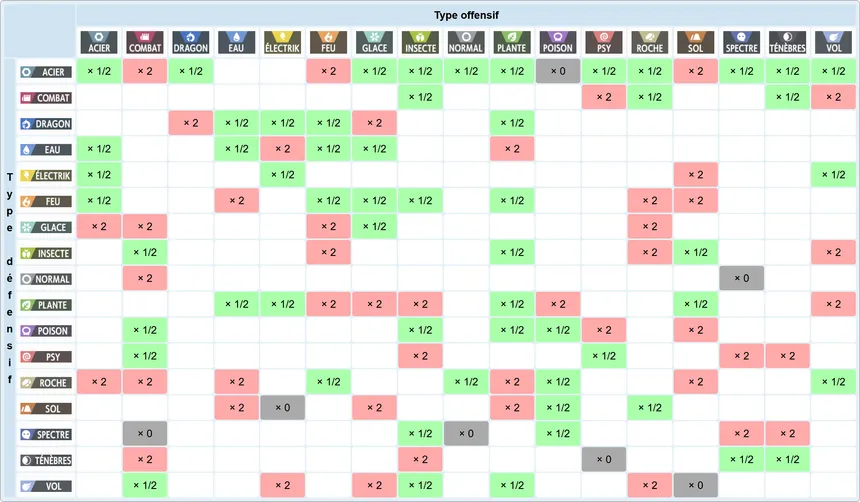 Type offensif
ACIER COMBAT DRAGON EAU ÉLECTRIK FEU GLACE INSECTE NORMAL PLANTE POISON PSY ROCHE SOL SPECTRE TÉNÈBRES VOL
Type défensif
ACIER × 1/2 × 2 × 1/2 × 2 × 1/2 × 1/2 × 1/2 × 1/2 × 0 × 1/2 × 1/2 × 2 × 1/2 × 1/2 × 1/2
COMBAT × 1/2 × 2 × 1/2 × 1/2 × 2
DRAGON × 2 × 1/2 × 1/2 × 1/2 × 2 × 1/2
EAU × 1/2 × 1/2 × 2 × 1/2 × 1/2 × 2
ÉLECTRIK × 1/2 × 1/2 × 2 × 1/2
FEU × 1/2 × 2 × 1/2 × 1/2 × 1/2 × 1/2 × 2 × 2
GLACE × 2 × 2 × 2 × 1/2 × 2
INSECTE × 1/2 × 2 × 1/2 × 2 × 1/2 × 2
NORMAL × 2 × 0
PLANTE × 1/2 × 1/2 × 2 × 2 × 2 × 1/2 × 2 × 1/2 × 2
POISON × 1/2 × 1/2 × 1/2 × 1/2 × 2 × 2
PSY × 1/2 × 2 × 1/2 × 2 × 2
ROCHE × 2 × 2 × 2 × 1/2 × 1/2 × 2 × 1/2 × 2 × 1/2
SOL × 2 × 0 × 2 × 2 × 1/2 × 1/2
SPECTRE × 0 × 1/2 × 0 × 1/2 × 2 × 2
TÉNÈBRES × 2 × 2 × 0 × 1/2 × 1/2
VOL × 1/2 × 2 × 2 × 1/2 × 1/2 × 2 × 0